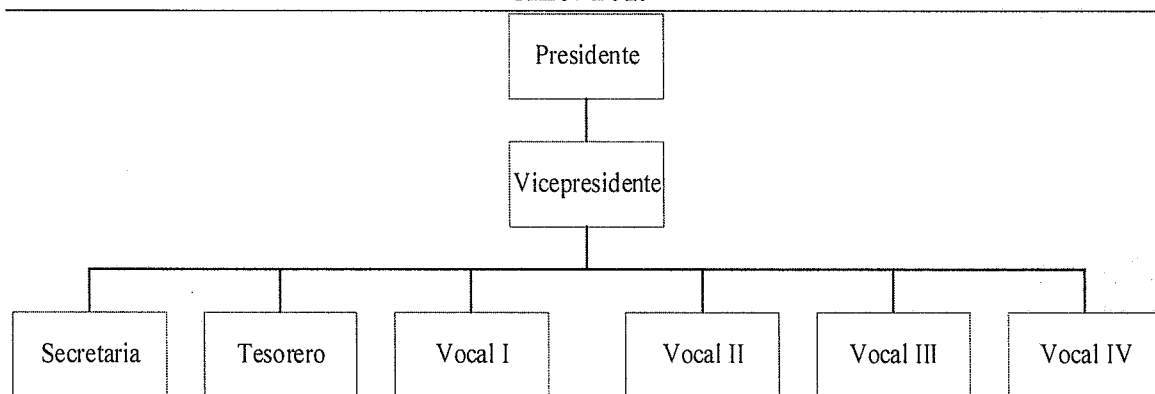 Presidente
Vicepresidente
Secretaria
Tesorero
Vocal I
Vocal II
Vocal III
Vocal IV